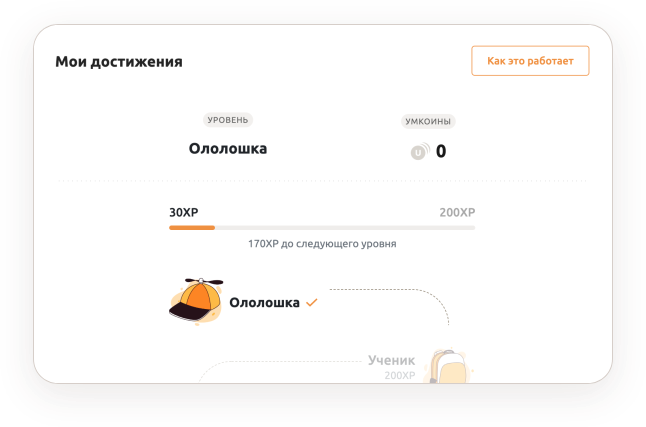 Мои достижения
Как это работает
УРОВЕНЬ
УМКОИНЫ
Ололошка
U 0
30XP
200XP
170XP до следующего уровня
Ололошка
Ученик
200XP